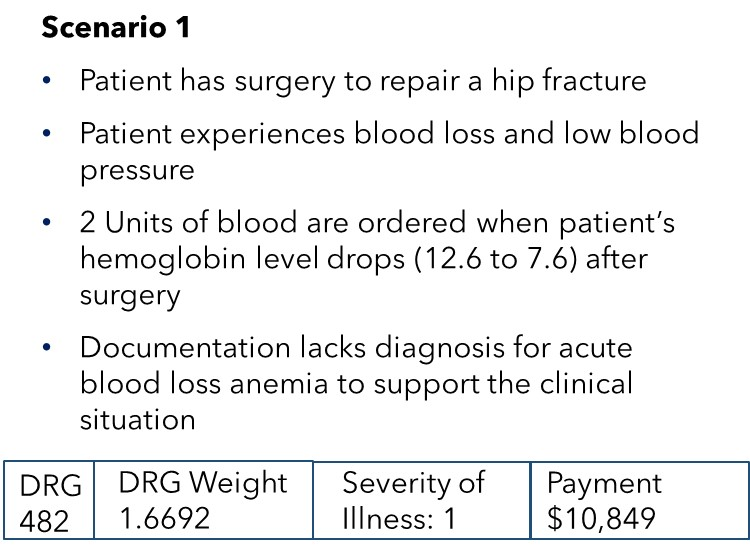 Scenario 1
• Patient has surgery to repair a hip fracture
• Patient experiences blood loss and low blood
pressure
• 2 Units of blood are ordered when patient's
hemoglobin level drops (12.6 to 7.6) after
surgery
• Documentation lacks diagnosis for acute
blood loss anemia to support the clinical
situation
DRG DRG Weight Severity of Payment
482 1.6692 Illness: 1 $10,849